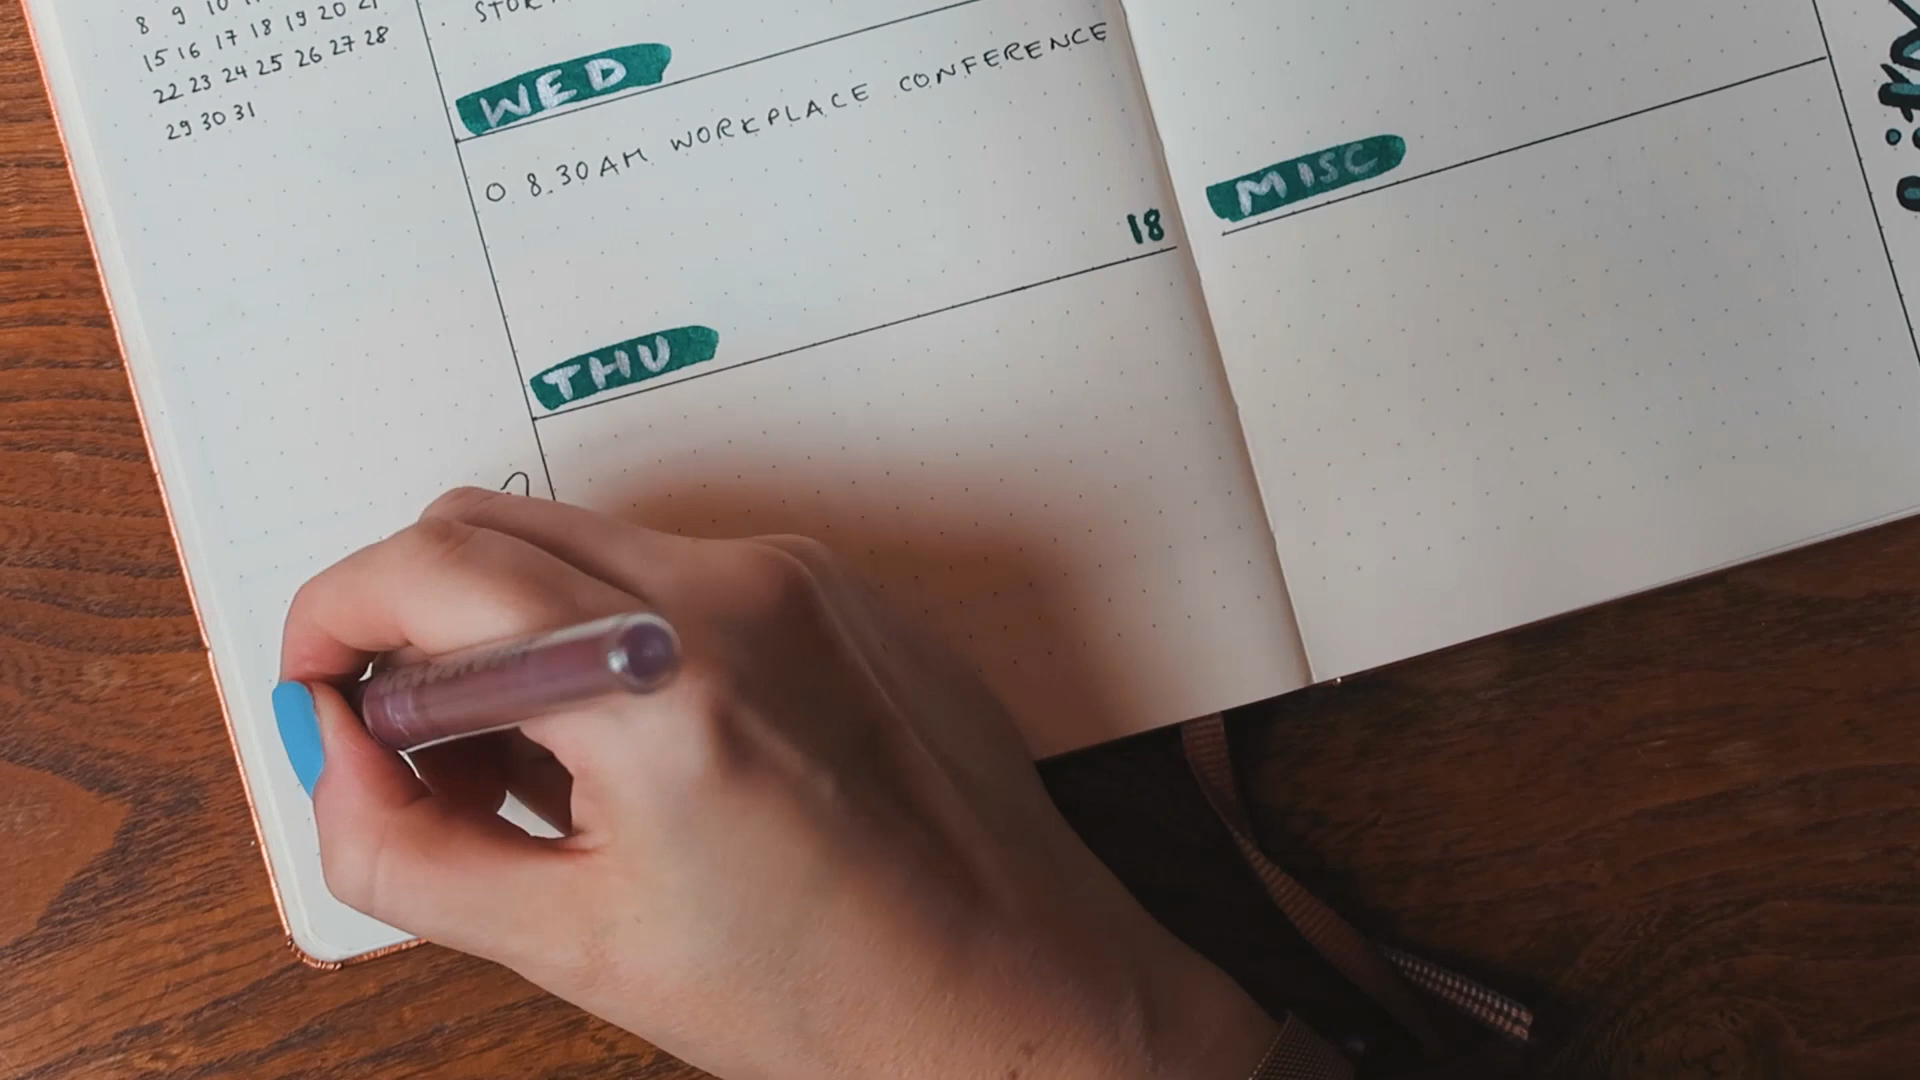 8 9 10
15 16 17 18 19 20 21
22 23 24 25 26 27 28
29 30 31
WED
O 8.30AM WORKPLACE CONFERENCE
18
THU
MISC